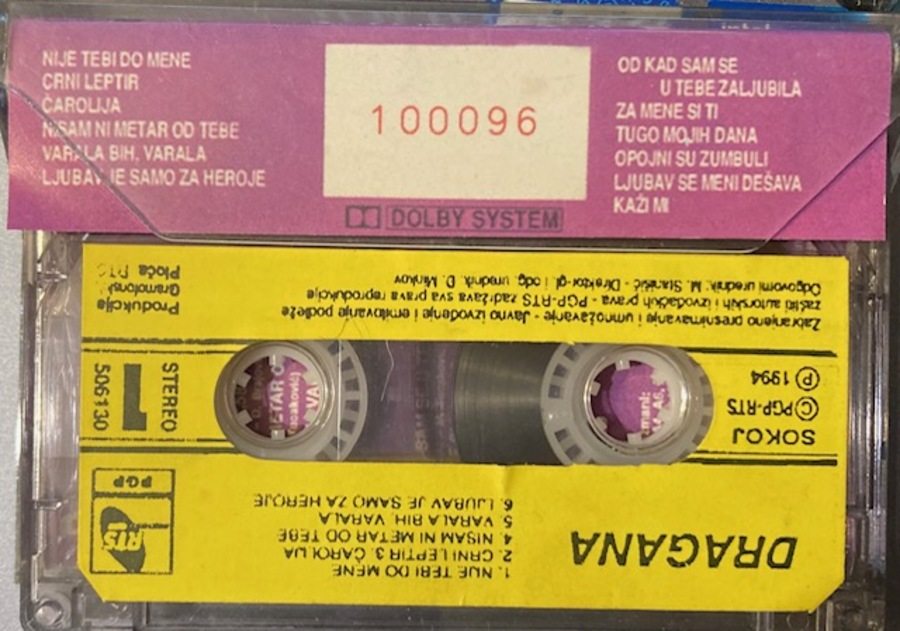 NIJE TEBI DO MENE
CRNI LEPTIR
ČAROLIJA
NISAM NI METAR OD TEBE
VARALA BIH, VARALA
LJUBAV JE SAMO ZA HEROJE
100096
DOLBY SYSTEM
OD KAD SAM SE
U TEBE ZALJUBILA
ZA MENE SI TI
TUGO MOJIH DANA
OPOJNI SU ZUMBULI
LJUBAV SE MENI DEŠAVA
KAŽI MI
DRAGANA
1. NIJE TEBI DO MENE
2. CRNI LEPTIR 3. ČAROLIJA
4. NISAM NI METAR OD TEBE
5. VARALA BIH, VARALA
6. LJUBAV JE SAMO ZA HEROJE
RTS
PGP
SOKOJ
©PGP-RTS
℗ 1994
STEREO
1
506130
Zabranjeno presnimavanje i umnožavanje - Javno izvođenje i emitovanje podleže
zaštiti autorskih izvođačkih prava - PGP-RTS zadržava sva prava reprodukcije
Odgovorni urednik M. Stanišić - Direktor-gl. i odg. urednik D. Minkov
Produkcija
Gramofonskih
Ploča RTS
ETAR O
VA